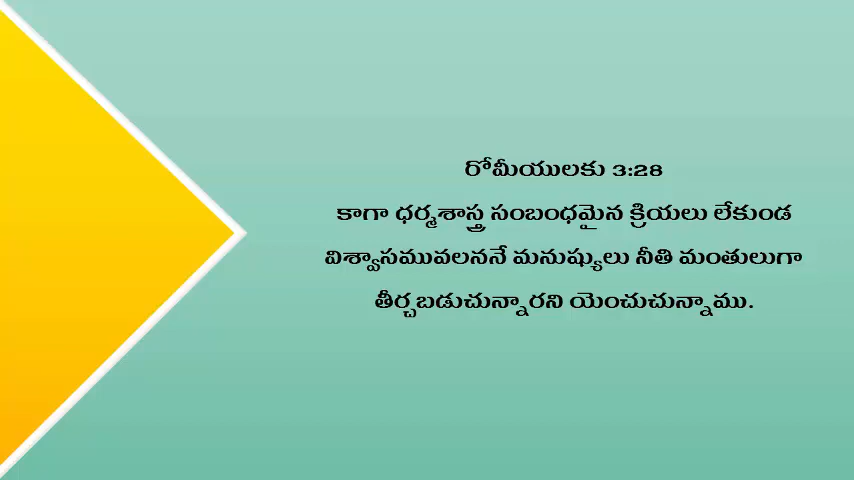 రోమీయులకు 3:28
కాగా ధర్మశాస్త్ర సంబంధమైన క్రియలు లేకుండ
విశ్వాసమువలననే మనుష్యులు నీతి మంతులుగా
తీర్చబడుచున్నారని యెంచుచున్నాము.